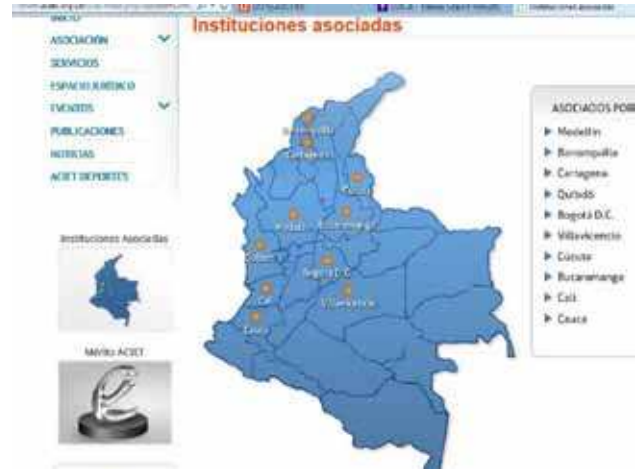 Instituciones asociadas
INICIO
ASOCIACIÓN
SERVICIOS
ESPACIO JURÍDICO
EVENTOS
PUBLICACIONES
NOTICIAS
ACIET DEPORTES
Instituciones Asociadas
Mérito ACIET
Barranquilla
Cartagena
Cúcuta
Medellín
Bucaramanga
Quibdó
Bogotá D.C.
Cali
Villavicencio
Cauca
ASOCIADOS POR
Medellín
Barranquilla
Cartagena
Quibdó
Bogotá D.C.
Villavicencio
Cúcuta
Bucaramanga
Cali
Cauca